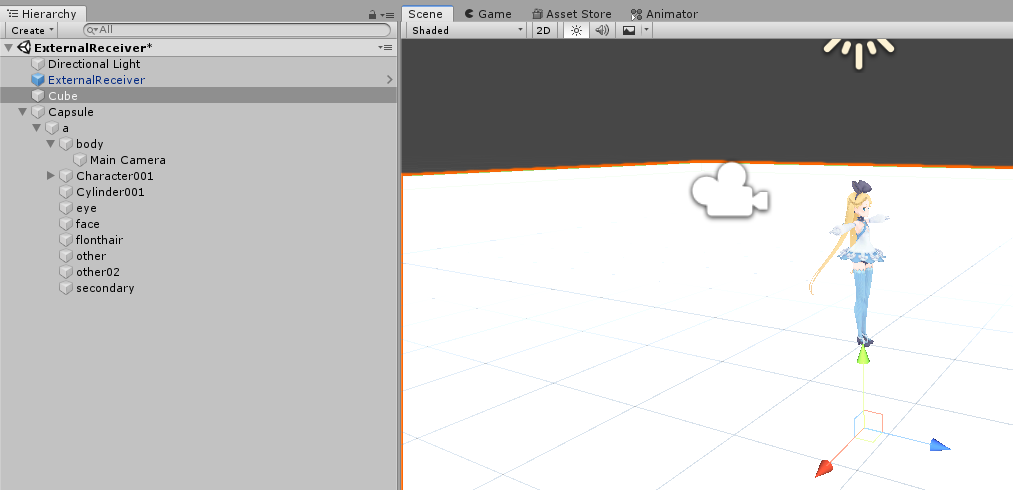 Hierarchy
Create All
ExternalReceiver*
Directional Light
ExternalReceiver
Cube
Capsule
a
body
Main Camera
Character001
Cylinder001
eye
face
flonthair
other
other02
secondary
Scene Game Asset Store Animator
Shaded 2D